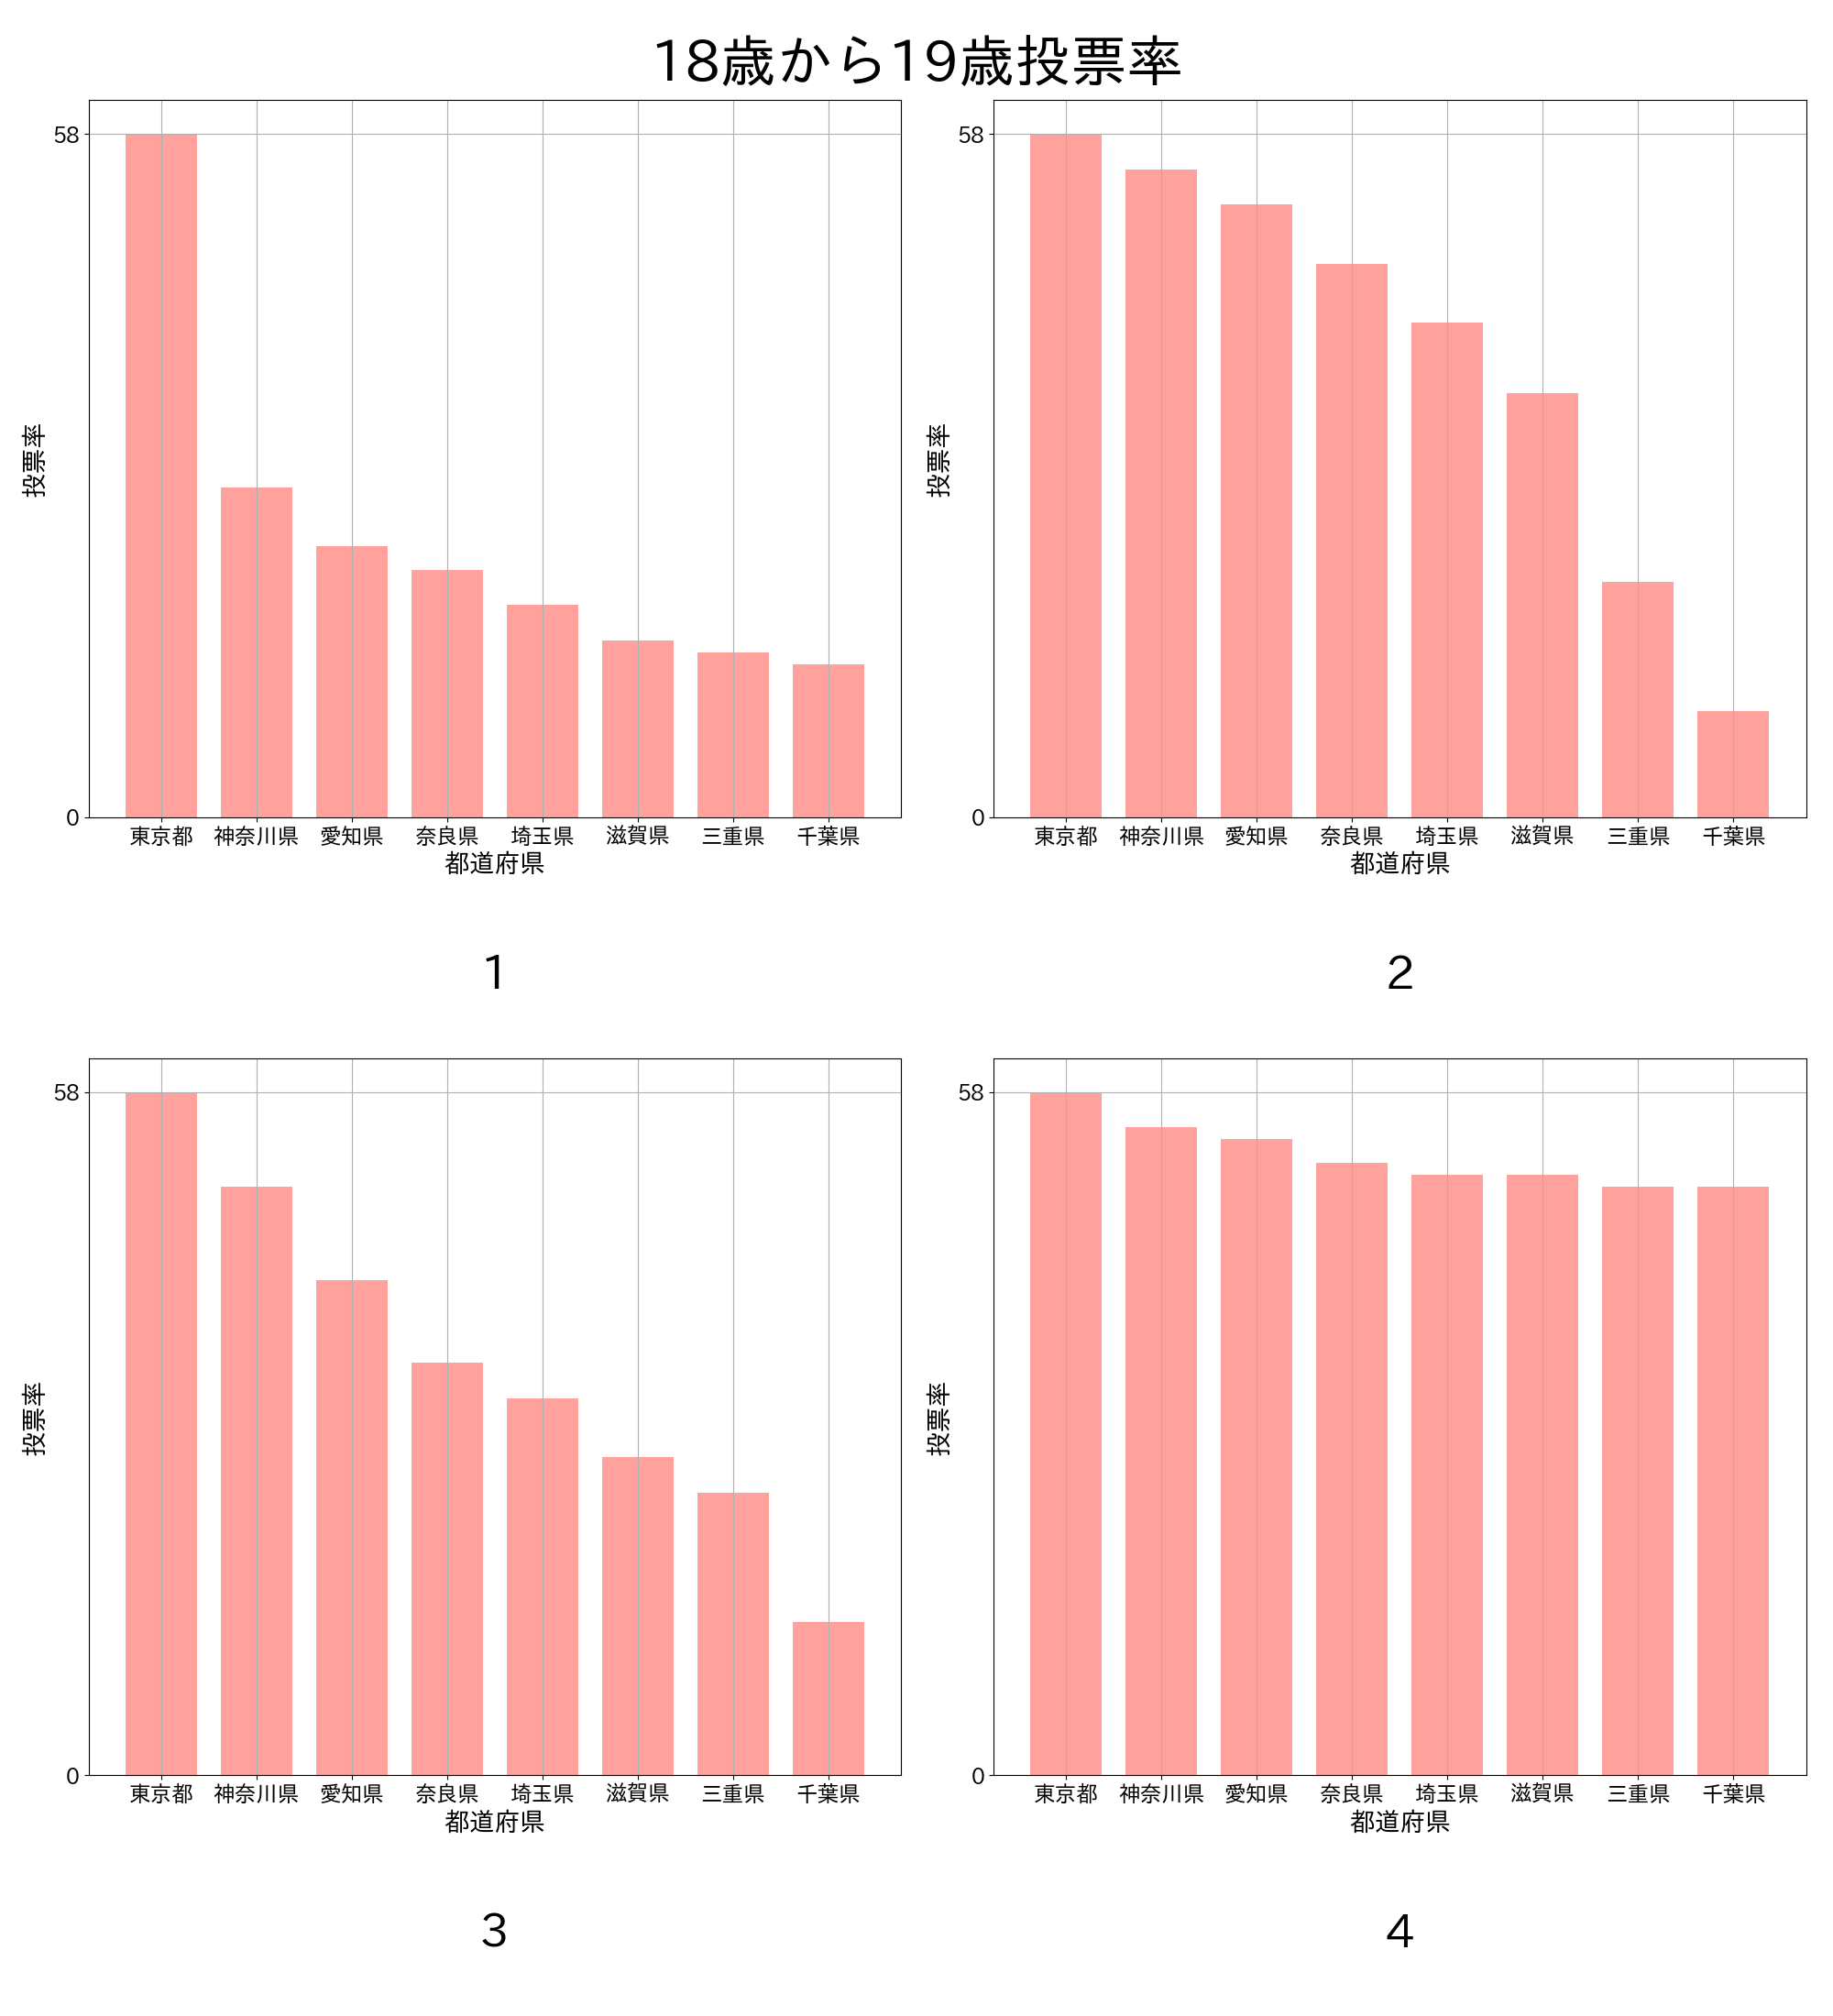 18歳から19歳投票率
58
0
投票率
東京都 神奈川県 愛知県 奈良県 埼玉県 滋賀県 三重県 千葉県
都道府県
1
58
0
投票率
東京都 神奈川県 愛知県 奈良県 埼玉県 滋賀県 三重県 千葉県
都道府県
2
58
0
投票率
東京都 神奈川県 愛知県 奈良県 埼玉県 滋賀県 三重県 千葉県
都道府県
3
58
0
投票率
東京都 神奈川県 愛知県 奈良県 埼玉県 滋賀県 三重県 千葉県
都道府県
4